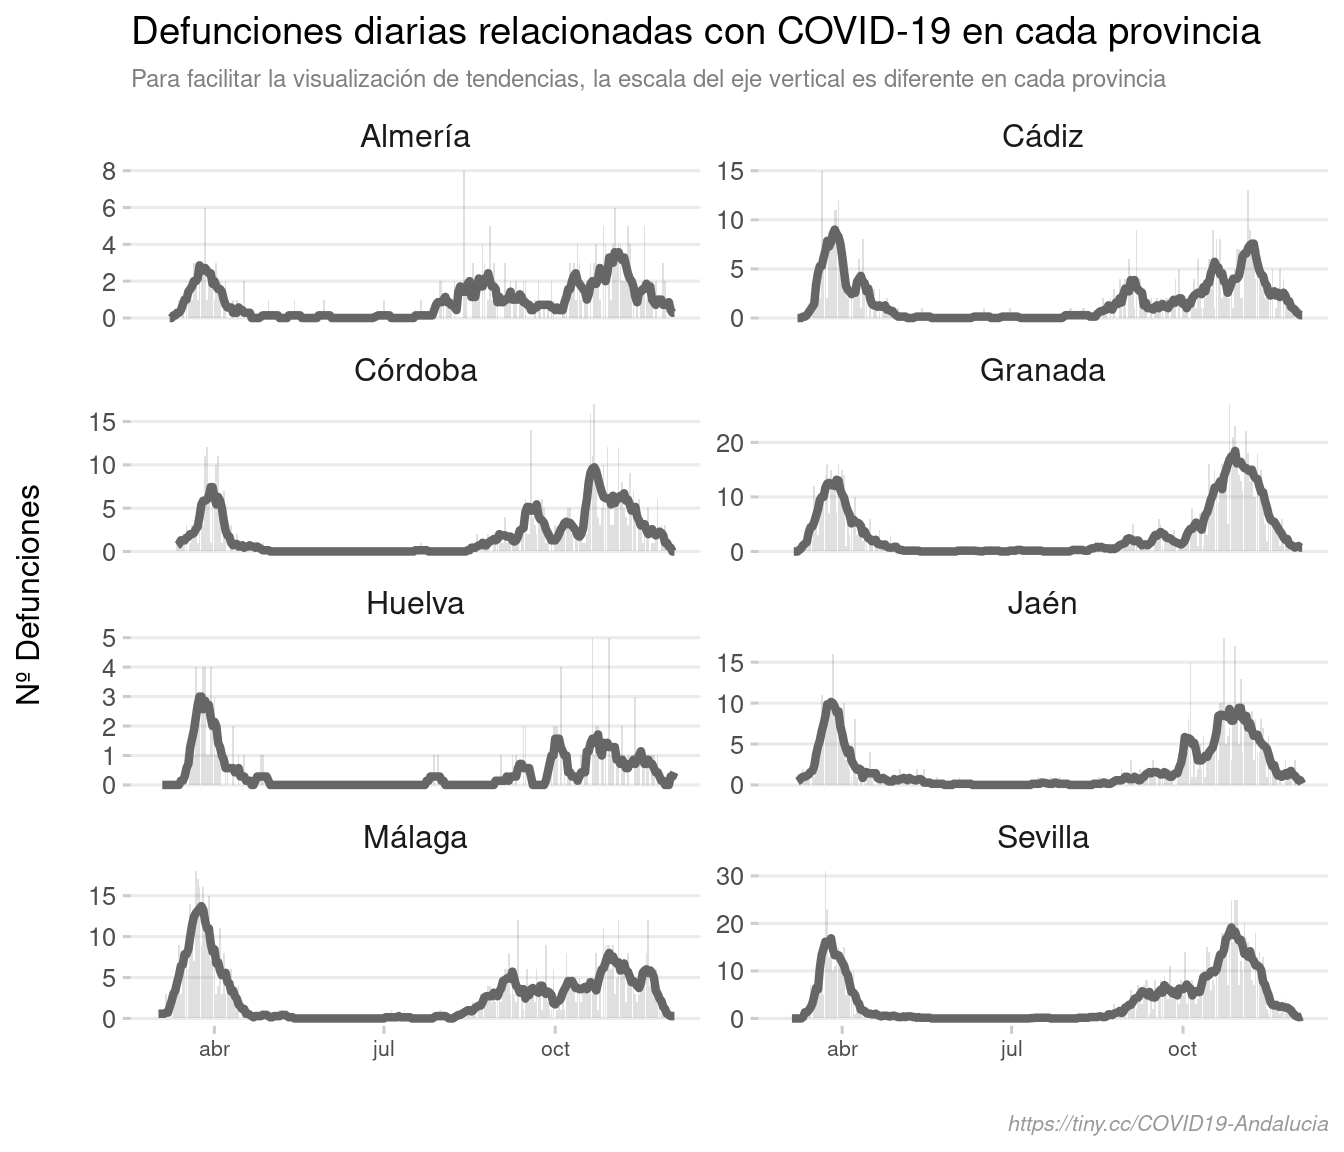 Defunciones diarias relacionadas con COVID-19 en cada provincia
Para facilitar la visualización de tendencias, la escala del eje vertical es diferente en cada provincia
Nº Defunciones
Almería
8
6
4
2
0
Cádiz
15
10
5
0
Córdoba
15
10
5
0
Granada
20
10
0
Huelva
5
4
3
2
1
0
Jaén
15
10
5
0
Málaga
15
10
5
0
abr jul oct
Sevilla
30
20
10
0
abr jul oct
https://tiny.cc/COVID19-Andalucia